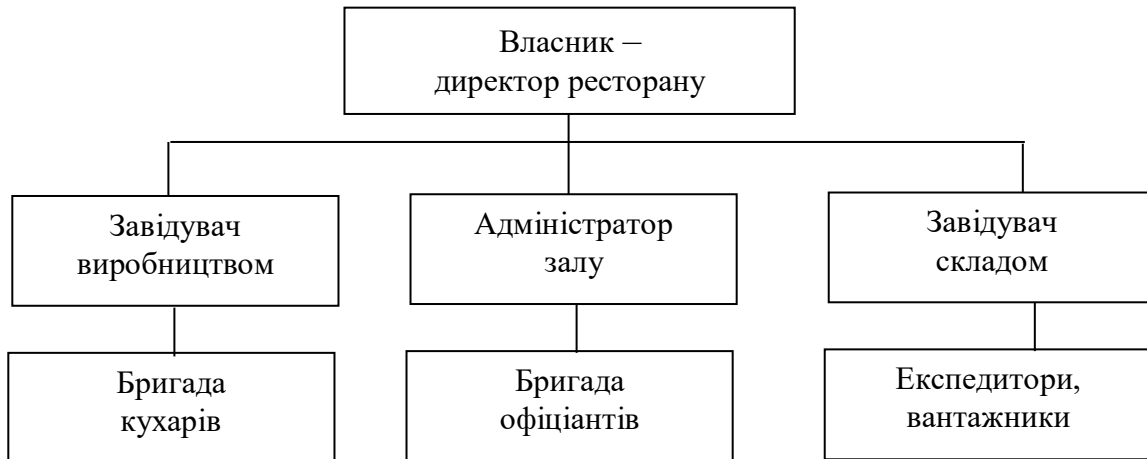 Власник –
директор ресторану
Завідувач
виробництвом
Адміністратор
залу
Завідувач
складом
Бригада
кухарів
Бригада
офіціантів
Експедитори,
вантажники